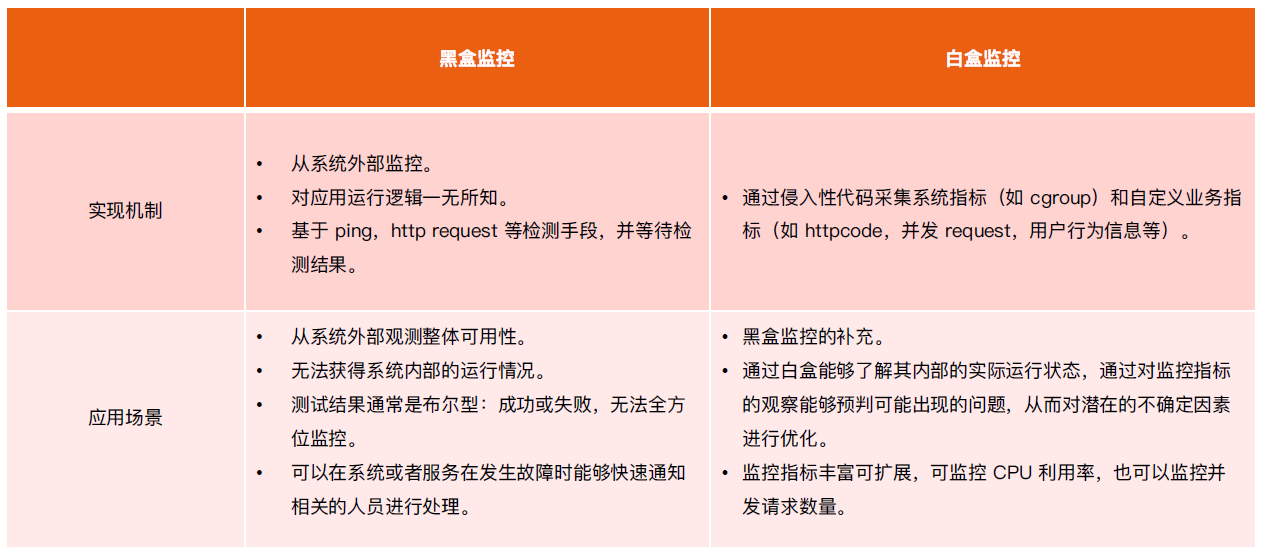 黑盒监控
白盒监控
实现机制
• 从系统外部监控。
• 对应用运行逻辑一无所知。
• 基于 ping，http request 等检测手段，并等待检
测结果。
• 通过侵入性代码采集系统指标（如 cgroup）和自定义业务指
标（如 httpcode，并发 request，用户行为信息等）。
应用场景
• 从系统外部观测整体可用性。
• 无法获得系统内部的运行情况。
• 测试结果通常是布尔型：成功或失败，无法全方
位监控。
• 可以在系统或者服务在发生故障时能够快速通知
相关的人员进行处理。
• 黑盒监控的补充。
• 通过白盒能够了解其内部的实际运行状态，通过对监控指标
的观察能够预判可能出现的问题，从而对潜在的不确定因素
进行优化。
• 监控指标丰富可扩展，可监控 CPU 利用率，也可以监控并
发请求数量。